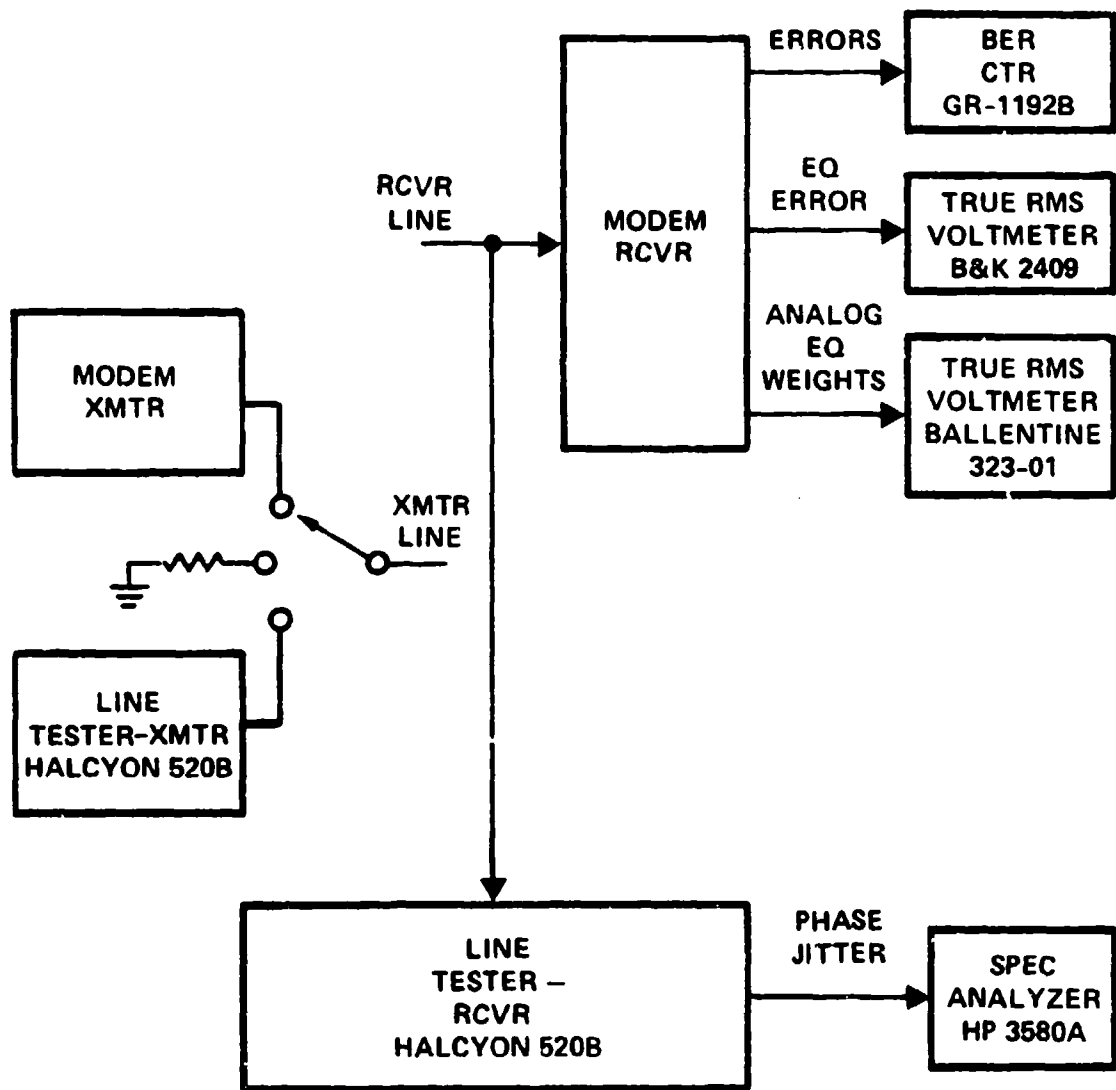 ERRORS
BER
CTR
GR-1192B
RCVR
LINE
MODEM
RCVR
EQ
ERROR
TRUE RMS
VOLTMETER
B&K 2409
ANALOG
EQ
WEIGHTS
TRUE RMS
VOLTMETER
BALLENTINE
323-01
MODEM
XMTR
XMTR
LINE
LINE
TESTER-XMTR
HALCYON 520B
LINE
TESTER –
RCVR
HALCYON 520B
PHASE
JITTER
SPEC
ANALYZER
HP 3580A